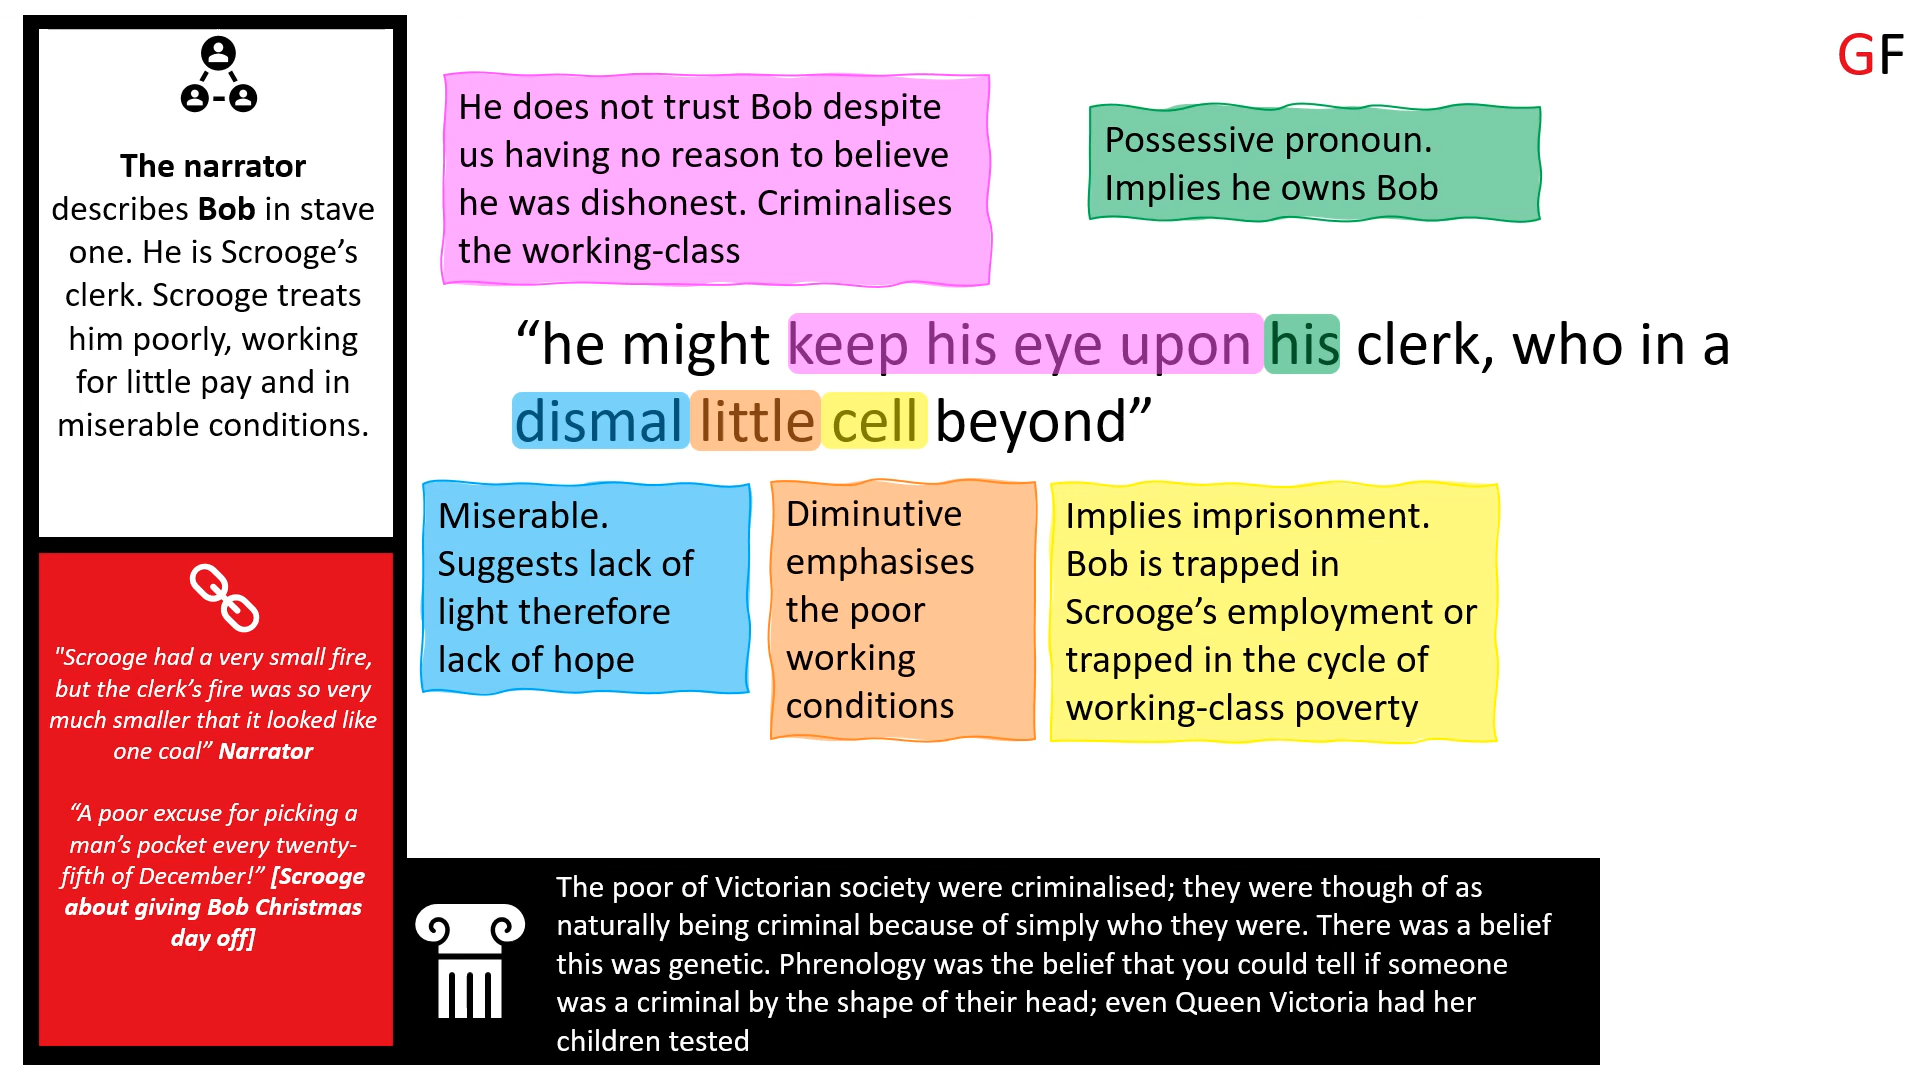 GF
The narrator
describes Bob in stave
one. He is Scrooge’s
clerk. Scrooge treats
him poorly, working
for little pay and in
miserable conditions.
"Scrooge had a very small fire,
but the clerk’s fire was so very
much smaller that it looked like
one coal” Narrator
“A poor excuse for picking a
man’s pocket every twenty-
fifth of December!” [Scrooge
about giving Bob Christmas
day off]
He does not trust Bob despite
us having no reason to believe
he was dishonest. Criminalises
the working-class
Possessive pronoun.
Implies he owns Bob
“he might keep his eye upon his clerk, who in a
dismal little cell beyond”
Miserable.
Suggests lack of
light therefore
lack of hope
Diminutive
emphasises
the poor
working
conditions
Implies imprisonment.
Bob is trapped in
Scrooge’s employment or
trapped in the cycle of
working-class poverty
The poor of Victorian society were criminalised; they were though of as
naturally being criminal because of simply who they were. There was a belief
this was genetic. Phrenology was the belief that you could tell if someone
was a criminal by the shape of their head; even Queen Victoria had her
children tested